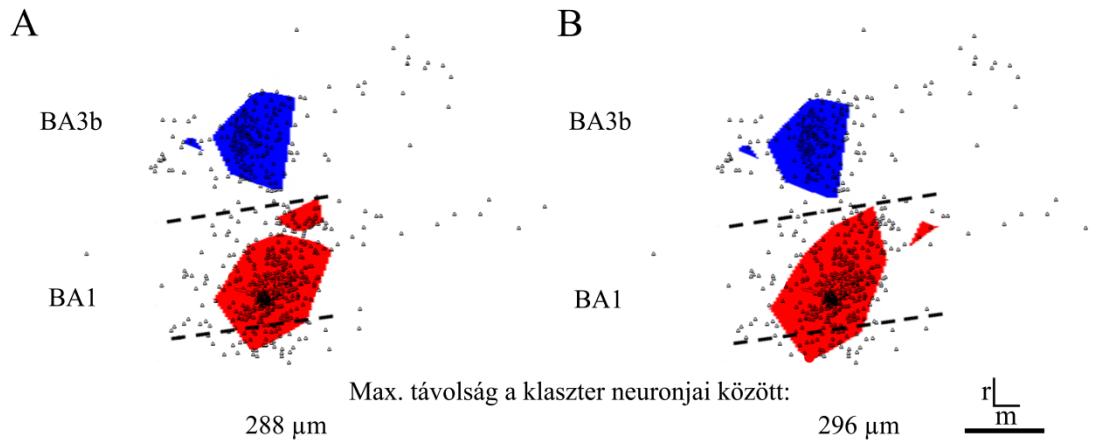 A
B
BA3b
BA3b
BA1
BA1
Max. távolság a klaszter neuronjai között:
288 µm
296 µm
r
m